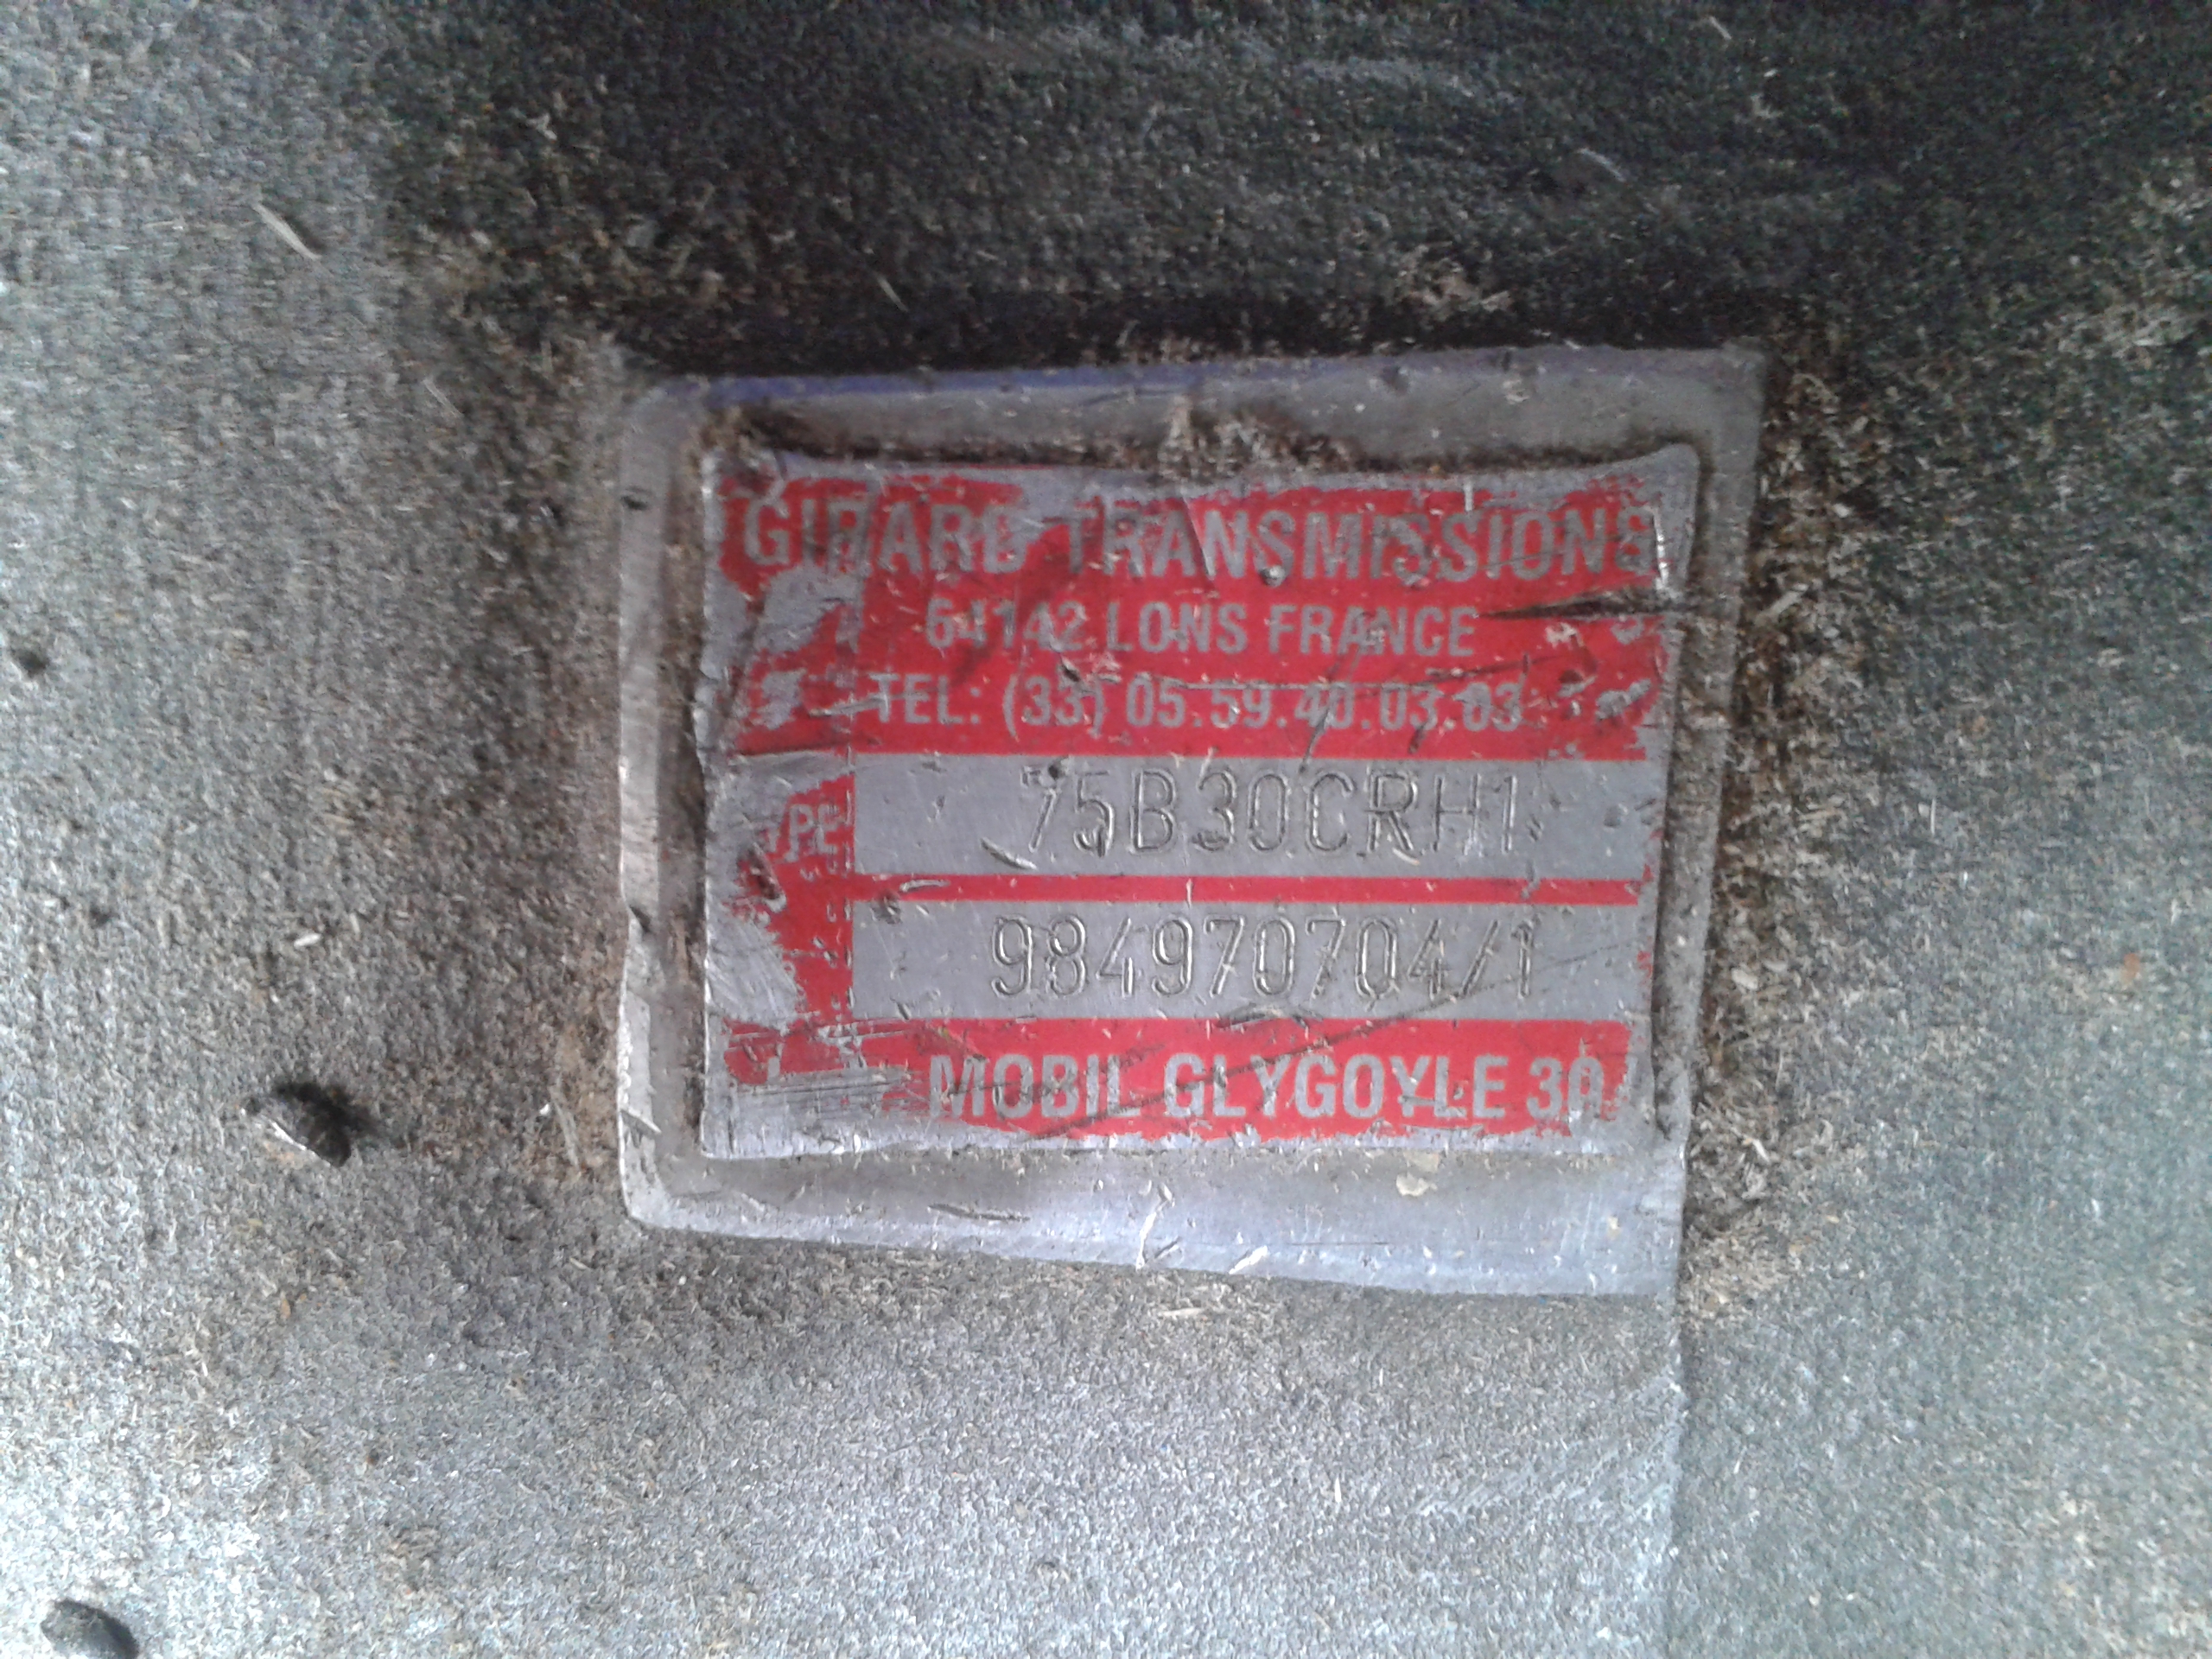 GIRARD TRANSMISSIONS
64142 LONS FRANCE
TEL: (33) 05.59.40.03.03
75B30CRH1
984970704/1
MOBIL GLYGOYLE 30